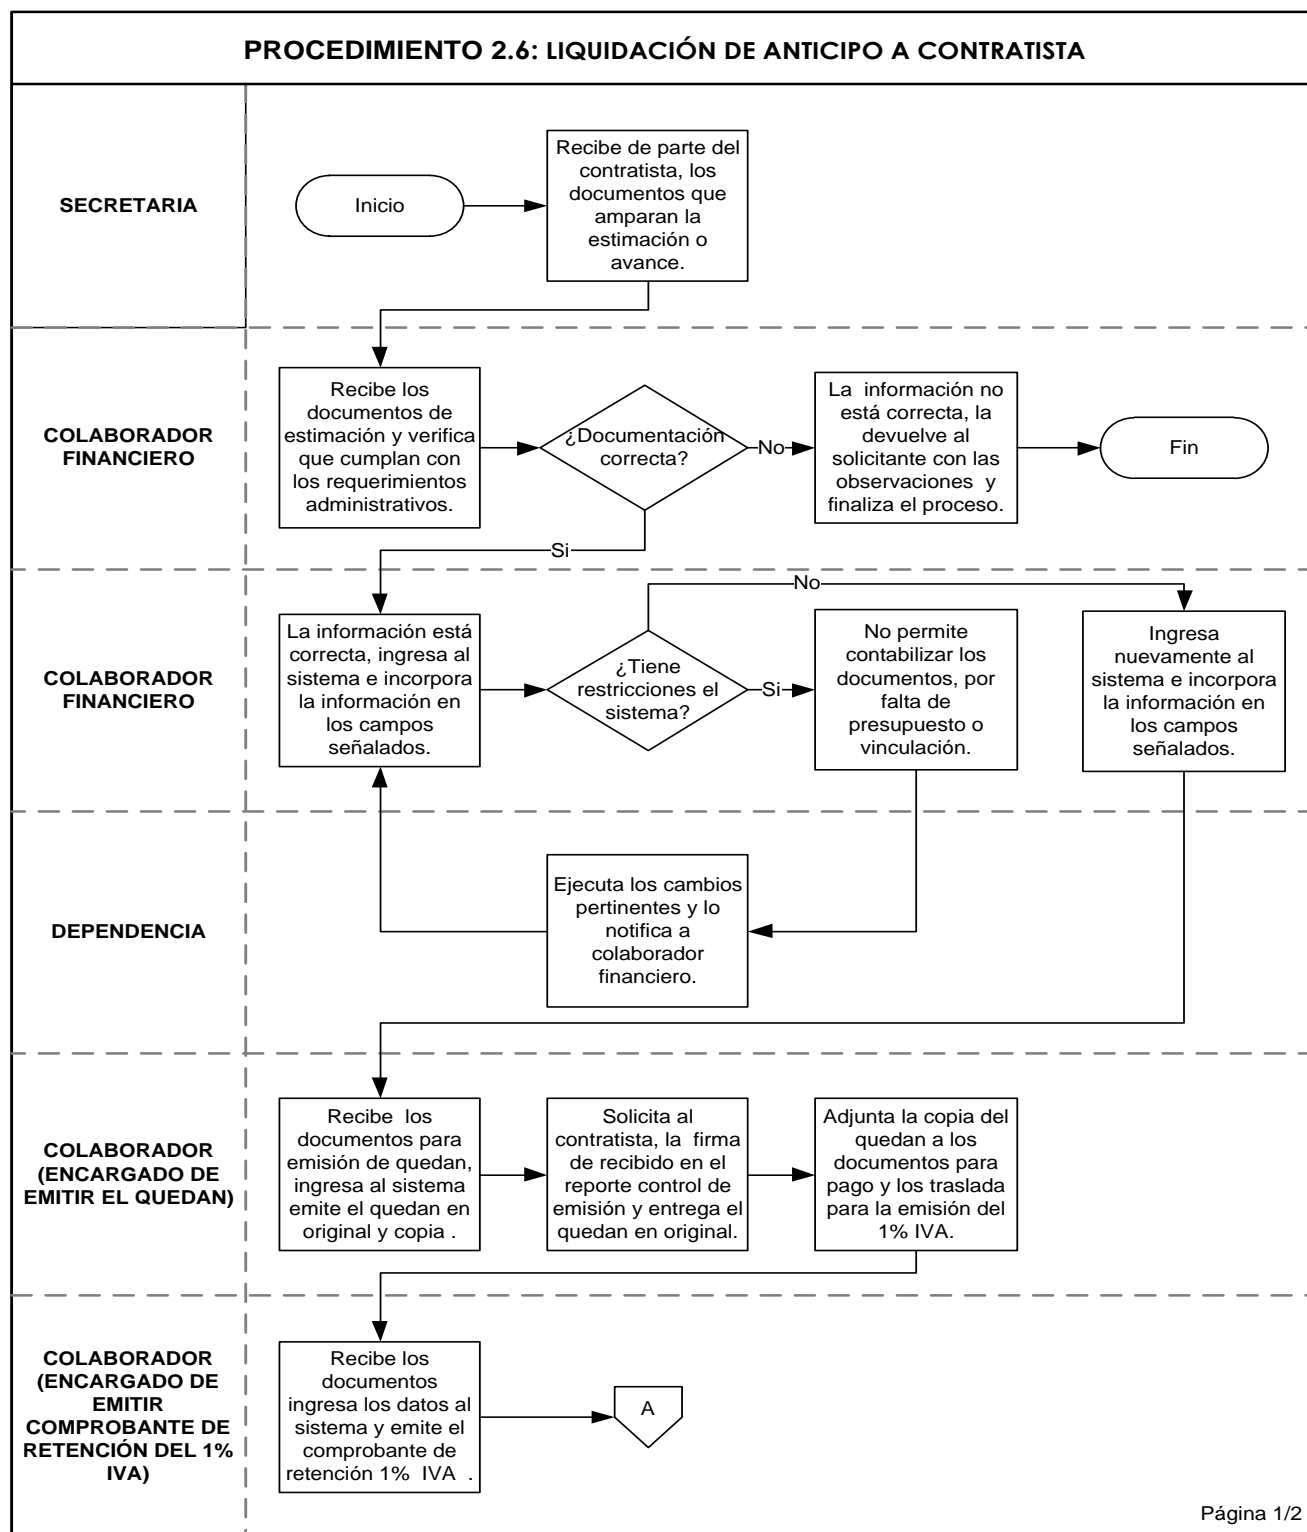 PROCEDIMIENTO 2.6: LIQUIDACIÓN DE ANTICIPO A CONTRATISTA
SECRETARIA
Inicio
Recibe de parte del
contratista, los
documentos que
amparan la
estimación o
avance.
COLABORADOR
FINANCIERO
Recibe los
documentos de
estimación y verifica
que cumplan con
los requerimientos
administrativos.
¿Documentación
correcta?
No
La información no
está correcta, la
devuelve al
solicitante con las
observaciones y
finaliza el proceso.
Fin
Si
COLABORADOR
FINANCIERO
La información está
correcta, ingresa al
sistema e incorpora
la información en
los campos
señalados.
¿Tiene
restricciones el
sistema?
No
Si
No permite
contabilizar los
documentos, por
falta de
presupuesto o
vinculación.
Ingresa
nuevamente al
sistema e incorpora
la información en
los campos
señalados.
DEPENDENCIA
Ejecuta los cambios
pertinentes y lo
notifica a
colaborador
financiero.
COLABORADOR
(ENCARGADO DE
EMITIR EL QUEDAN)
Recibe los
documentos para
emisión de quedan,
ingresa al sistema
emite el quedan en
original y copia .
Solicita al
contratista, la firma
de recibido en el
reporte control de
emisión y entrega el
quedan en original.
Adjunta la copia del
quedan a los
documentos para
pago y los traslada
para la emisión del
1% IVA.
COLABORADOR
(ENCARGADO DE
EMITIR
COMPROBANTE DE
RETENCIÓN DEL 1%
IVA)
Recibe los
documentos
ingresa los datos al
sistema y emite el
comprobante de
retención 1% IVA .
A
Página 1/2